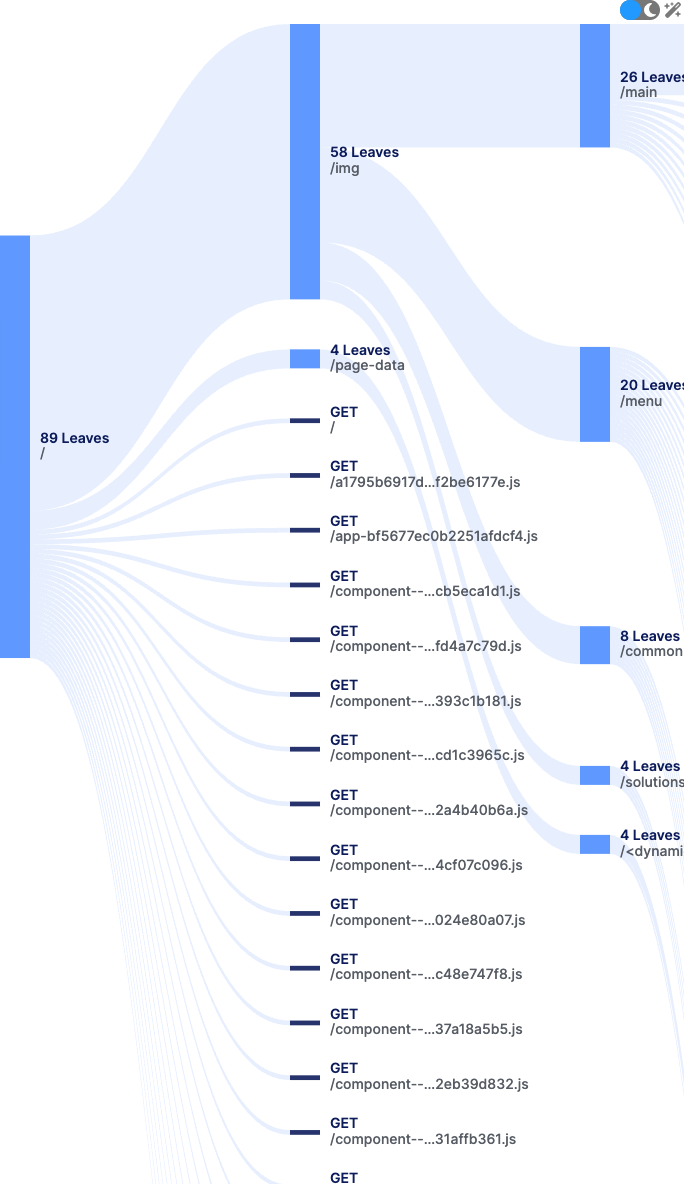 89 Leaves
/
58 Leaves
/img
4 Leaves
/page-data
GET
/
GET
/a1795b6917d...f2be6177e.js
GET
/app-bf5677ec0b2251afdcf4.js
GET
/component--...cb5eca1d1.js
GET
/component--...fd4a7c79d.js
GET
/component--...393c1b181.js
GET
/component--...cd1c3965c.js
GET
/component--...2a4b40b6a.js
GET
/component--...4cf07c096.js
GET
/component--...024e80a07.js
GET
/component--...c48e747f8.js
GET
/component--...37a18a5b5.js
GET
/component--...2eb39d832.js
GET
/component--...31affb361.js
GET
26 Leaves
/main
20 Leaves
/menu
8 Leaves
/common
4 Leaves
/solutions
4 Leaves
/<dynami